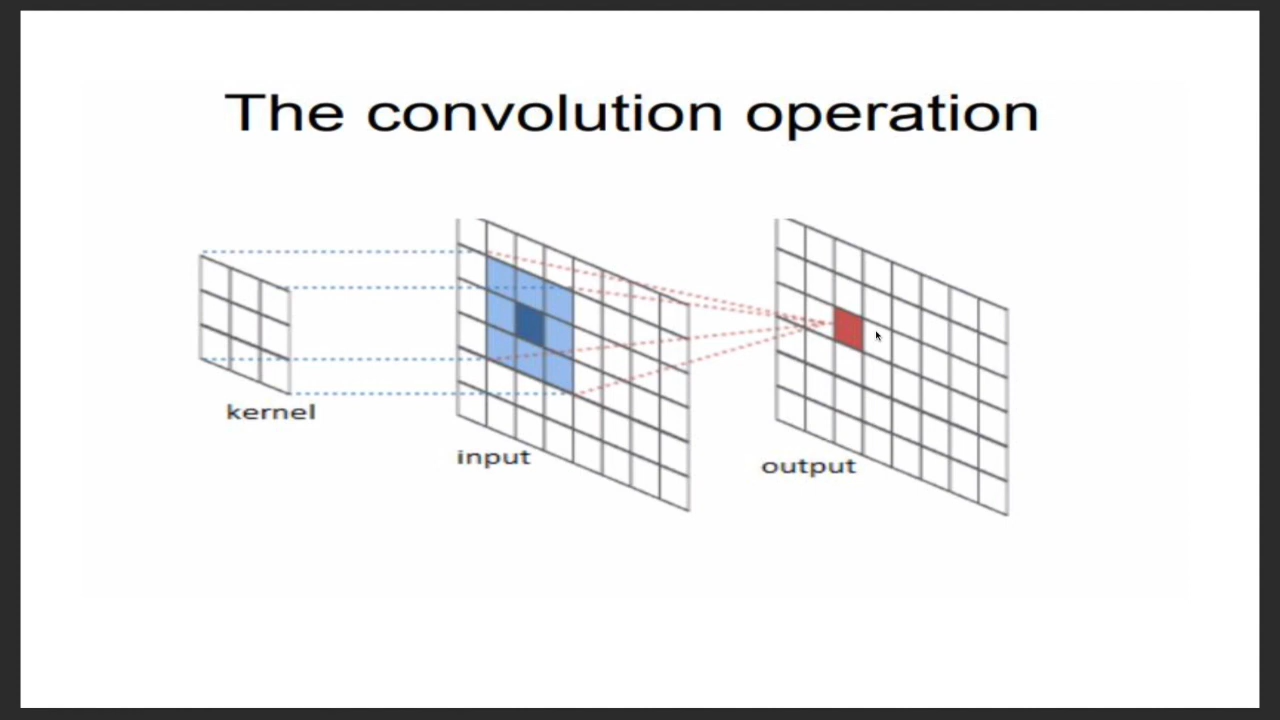 The convolution operation
kernel
input
output